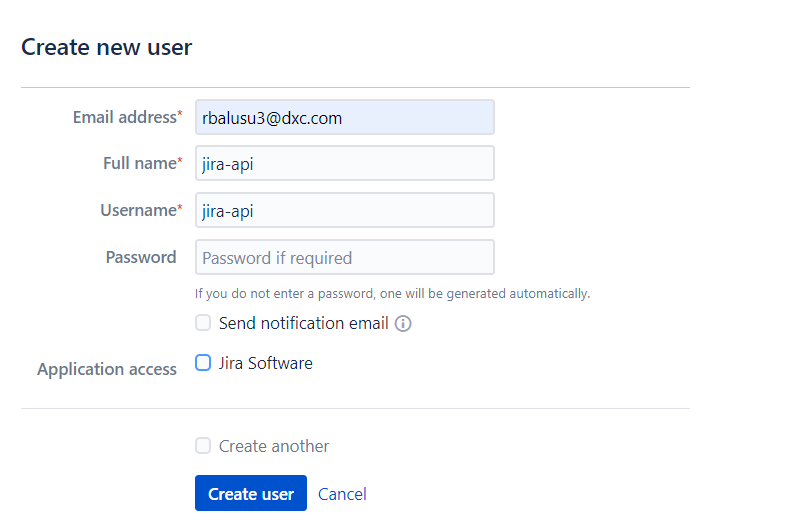 Create new user
Email address* rbalusu3@dxc.com
Full name* jira-api
Username* jira-api
Password Password if required
If you do not enter a password, one will be generated automatically.
Send notification email
Application access Jira Software
Create another
Create user Cancel